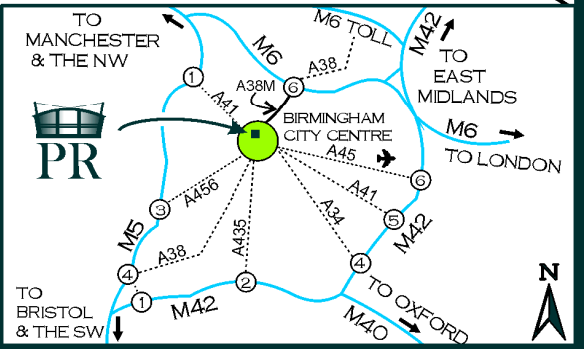 TO
MANCHESTER
& THE NW
M6 TOLL
M42
M6
A38
TO
EAST
MIDLANDS
1
A38M
6
A41
BIRMINGHAM
CITY CENTRE
M6
TO LONDON
PR
A45
6
A456
A41
3
A34
5
M42
M5
A38
A435
4
4
2
1
M42
N
TO
BRISTOL
& THE SW
TO OXFORD
M40